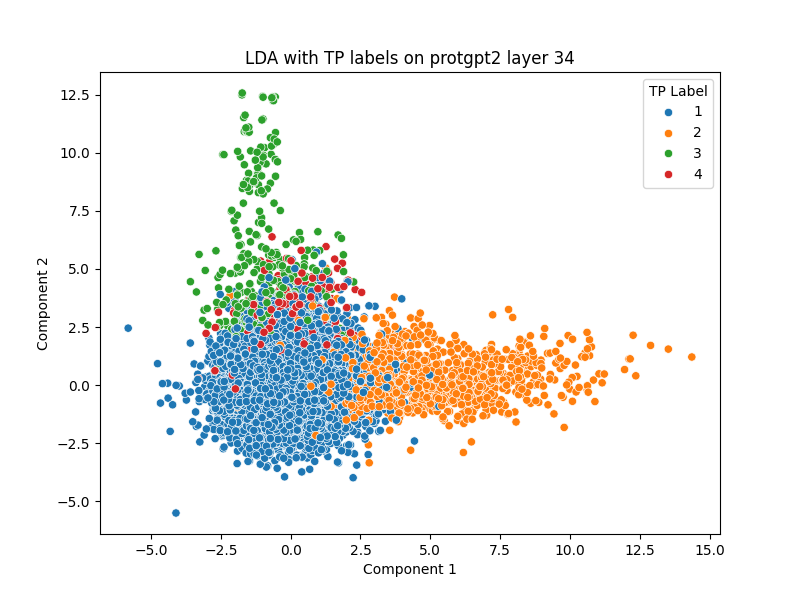 LDA with TP labels on protgpt2 layer 34
TP Label
1
2
3
4
12.5
10.0
7.5
5.0
2.5
0.0
−2.5
−5.0
Component 2
−5.0 −2.5 0.0 2.5 5.0 7.5 10.0 12.5 15.0
Component 1